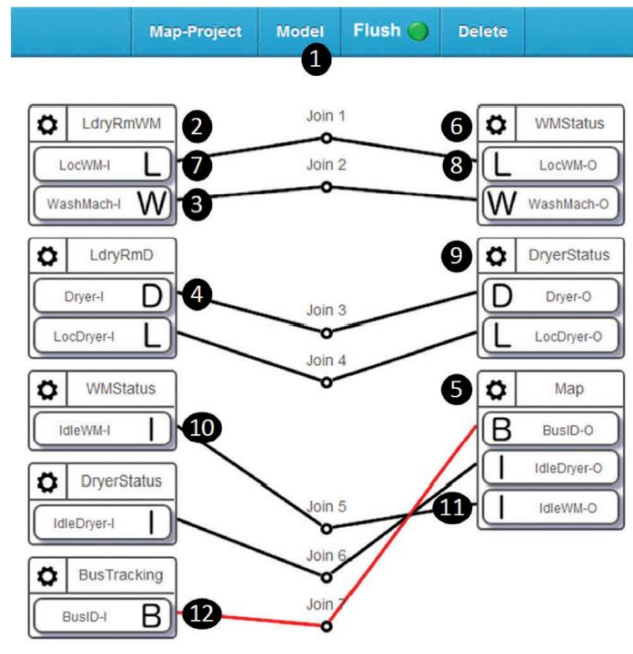 Map-Project Model Flush Delete
1
LdryRmWM 2 Join 1 6 WMStatus
LocWM-I L 7 8 L LocWM-O
Join 2
WashMach-I W 3 W WashMach-O
LdryRmD 9 DryerStatus
Dryer-I D 4 Join 3 D Dryer-O
LocDryer-I L Join 4 L LocDryer-O
WMStatus 5 Map
IdleWM-I I 10 B BusID-O
DryerStatus I IdleDryer-O
Join 5 11 I IdleWM-O
IdleDryer-I I
Join 6
BusTracking
Join 7
BusID-I B 12